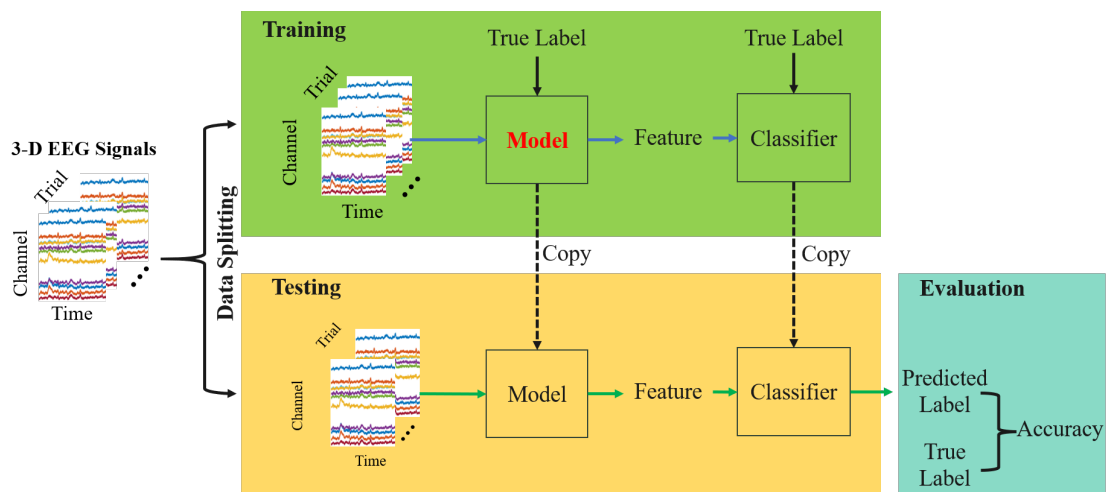 3-D EEG Signals
Trial
Channel
Time
Data Splitting
Training
Trial
Channel
Time
True Label
True Label
Model
Feature
Classifier
Copy
Copy
Testing
Trial
Channel
Time
Model
Feature
Classifier
Evaluation
Predicted
Label
True
Label
Accuracy